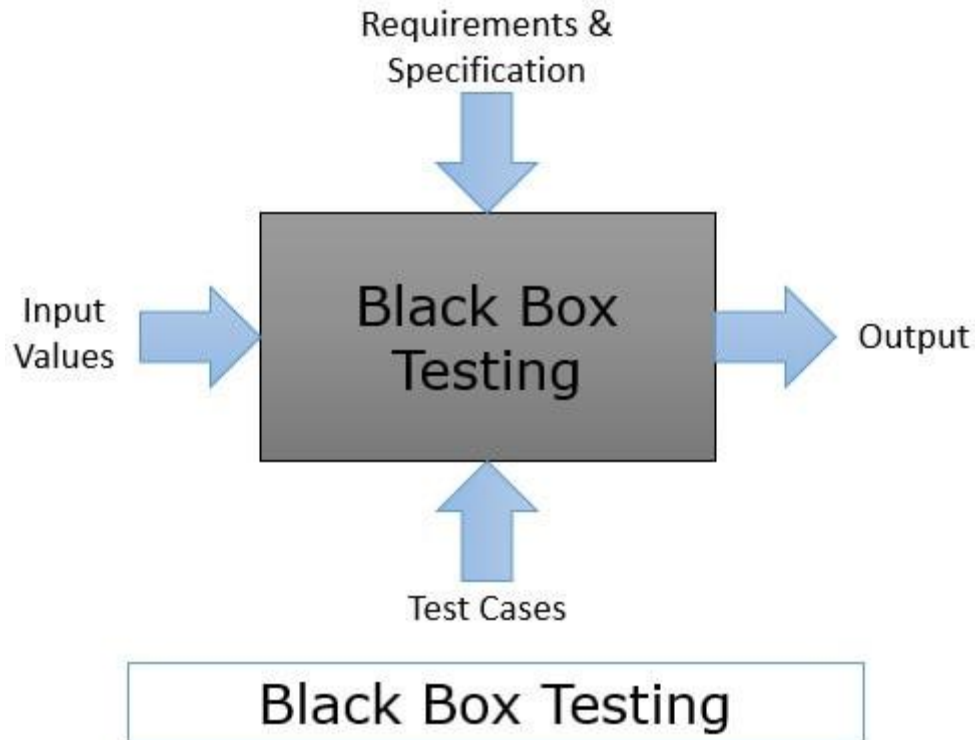 Requirements &
Specification
Black Box
Testing
Input
Values
Output
Test Cases
Black Box Testing